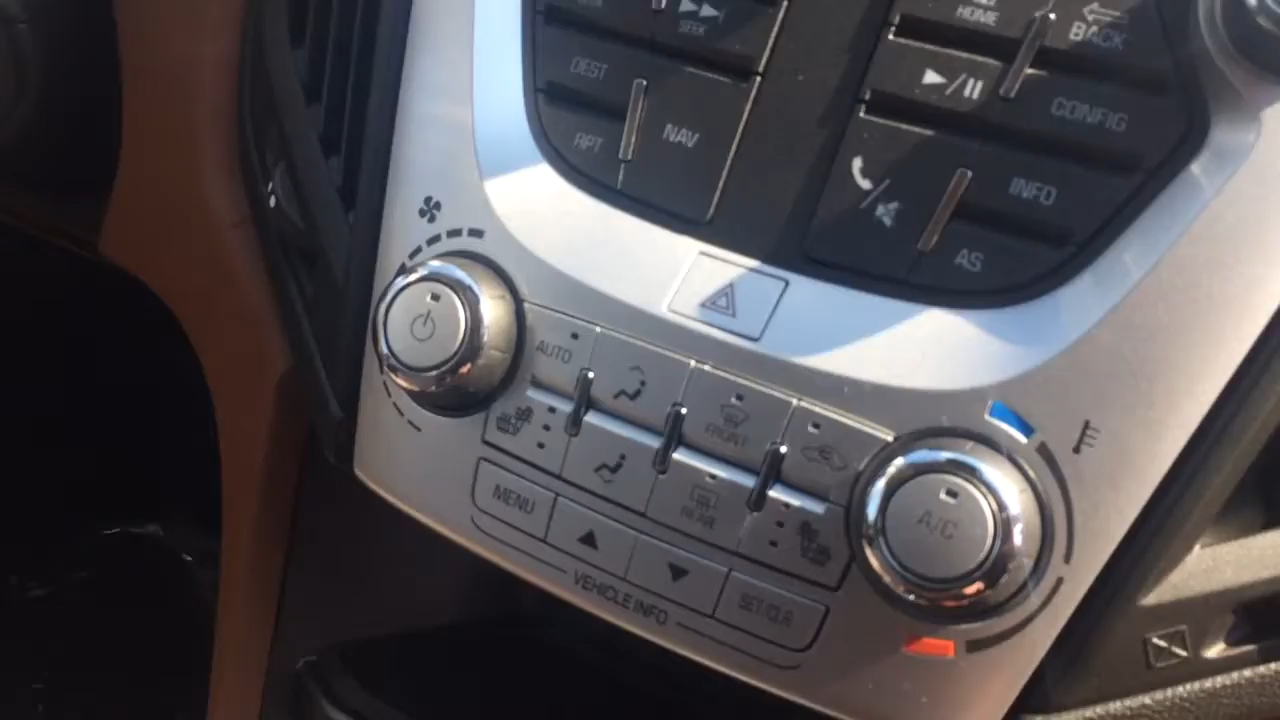 SEEK
HOME
BACK
DEST
RPT
NAV
CONFIG
INFO
AS
AUTO
FRONT
REAR
A/C
MENU
SET/CLR
VEHICLE INFO